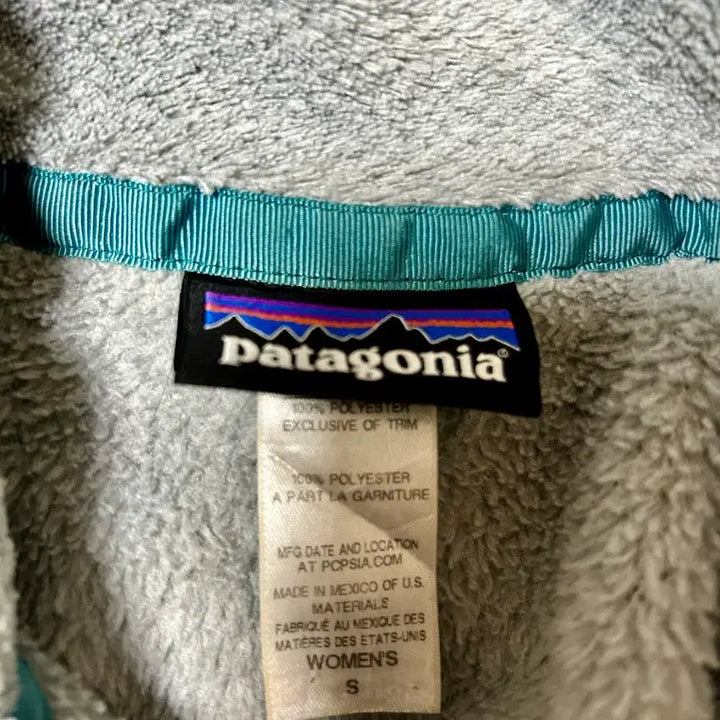 patagonia®
100% POLYESTER
EXCLUSIVE OF TRIM
100% POLYESTER
A PART LA GARNITURE
MFG DATE AND LOCATION
AT PCPSIA.COM
MADE IN MEXICO OF U.S.
MATERIALS
FABRIQUÉ AU MEXIQUE DES
MATIÈRES DES ETATS-UNIS
WOMEN'S
S